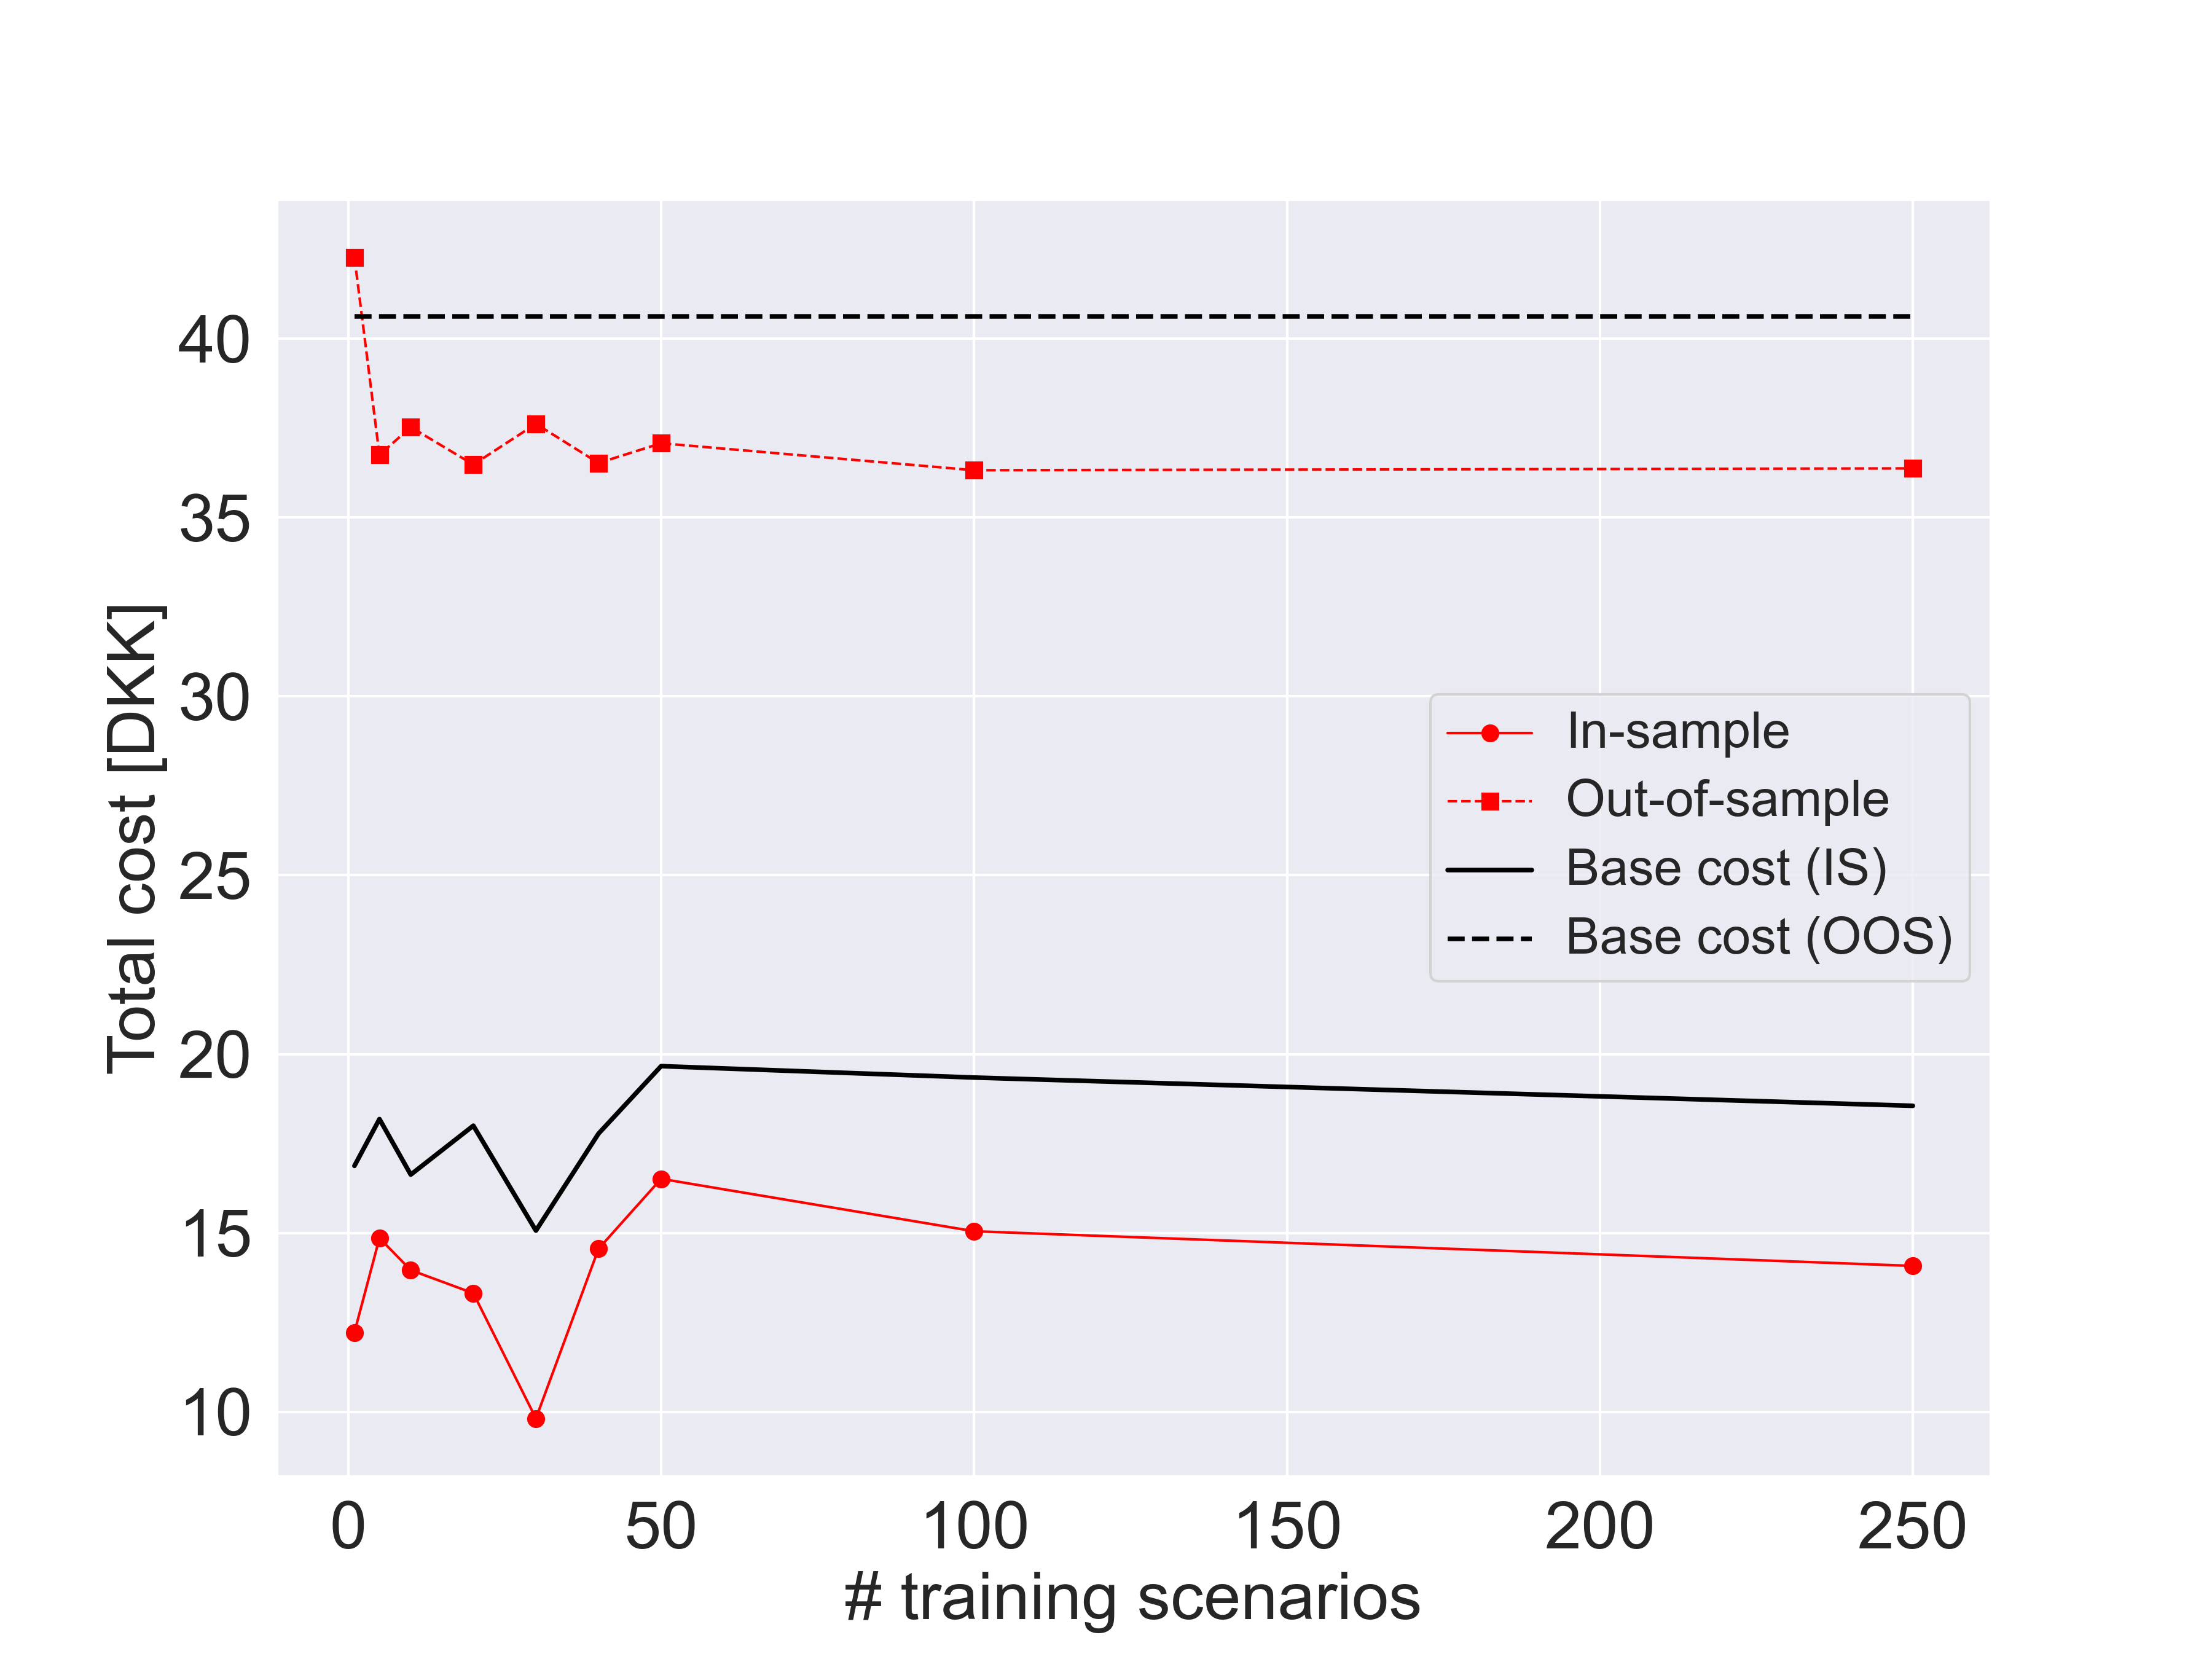 Total cost [DKK]
40
35
30
25
20
15
10
In-sample
Out-of-sample
Base cost (IS)
Base cost (OOS)
0 50 100 150 200 250
# training scenarios